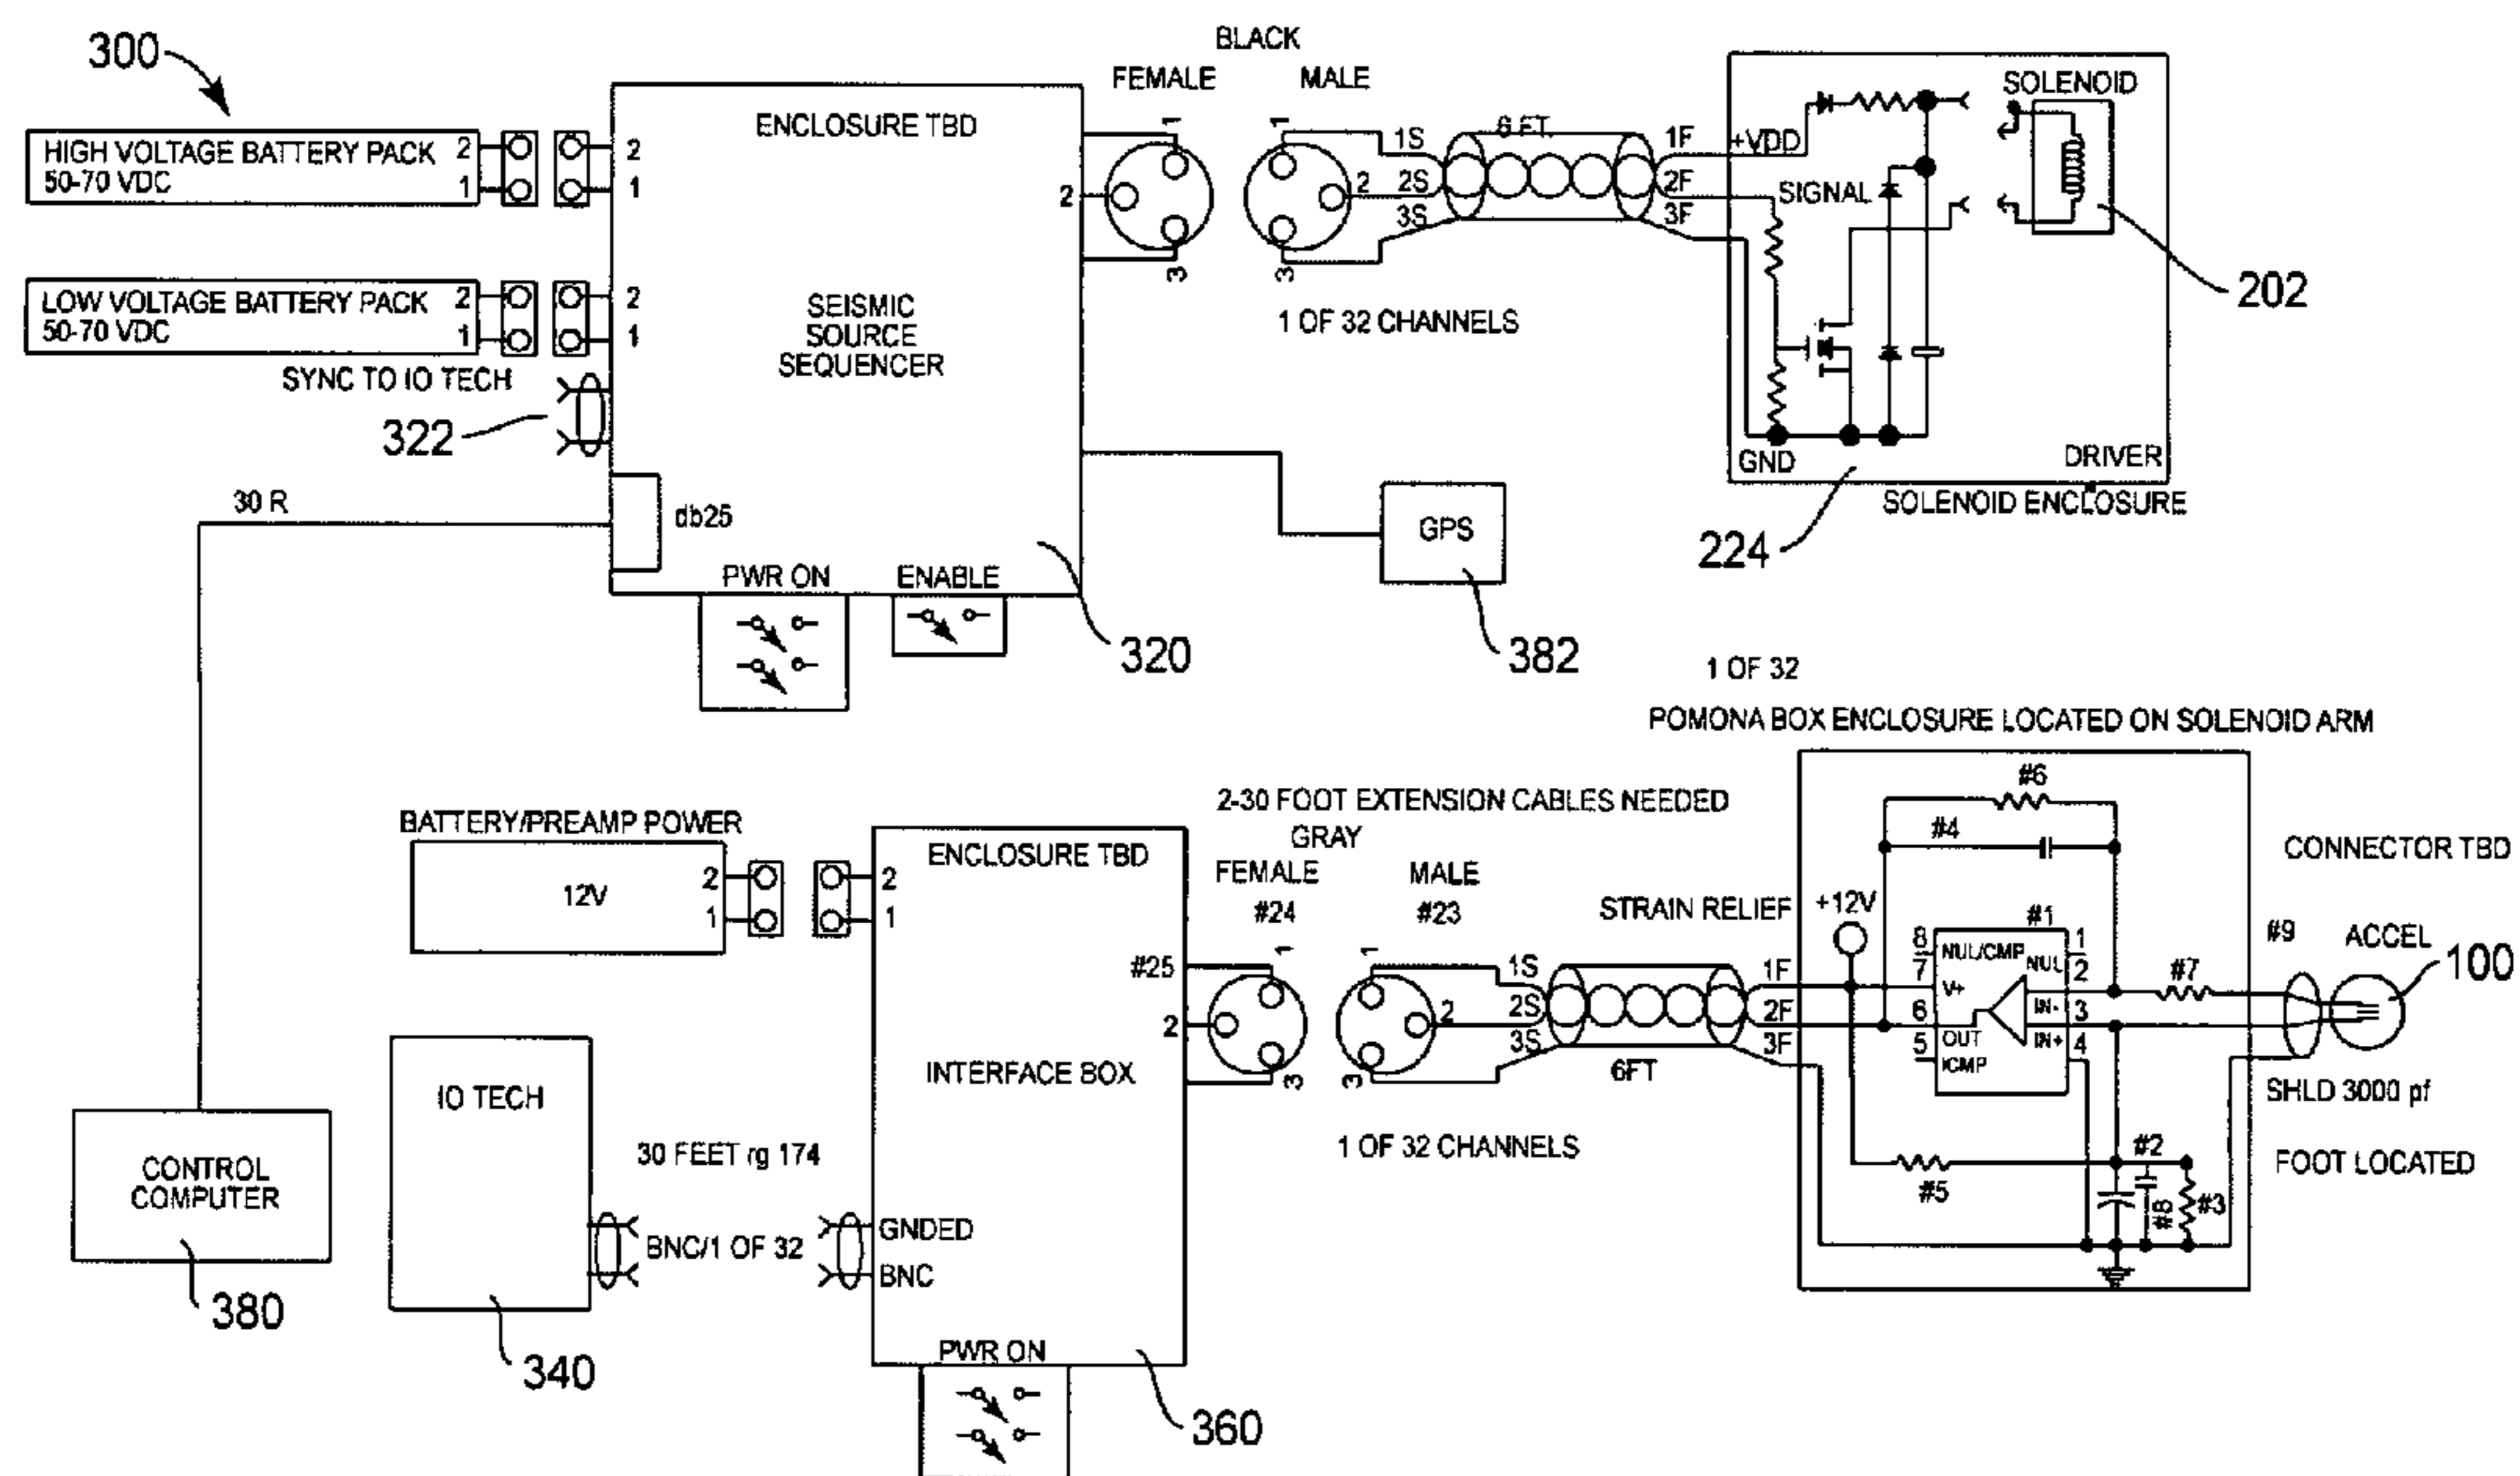 300
BLACK
FEMALE
MALE
HIGH VOLTAGE BATTERY PACK
50-70 VDC
2
1
2
1
ENCLOSURE TBD
1
2
3
1
2
3
1S
2S
3S
6 FT.
1F
2F
3F
+VDD
SIGNAL
SOLENOID
202
LOW VOLTAGE BATTERY PACK
50-70 VDC
2
1
2
1
SEISMIC
SOURCE
SEQUENCER
1 OF 32 CHANNELS
SYNC TO IO TECH
322
GND
DRIVER
SOLENOID ENCLOSURE
224
30 R
db25
GPS
382
PWR ON
ENABLE
320
1 OF 32
POMONA BOX ENCLOSURE LOCATED ON SOLENOID ARM
BATTERY/PREAMP POWER
12V
2
1
2
1
ENCLOSURE TBD
2-30 FOOT EXTENSION CABLES NEEDED
GRAY
FEMALE
#24
MALE
#23
STRAIN RELIEF
+12V
#6
#4
CONNECTOR TBD
#1
#9
ACCEL
100
#25
1
2
3
1
2
3
1S
2S
3S
6FT
1F
2F
3F
8
7
6
5
NUL/CMP
NUL
V+
IN-
OUT
IN+
ICMP
1
2
3
4
#7
SHLD 3000 pf
IO TECH
INTERFACE BOX
30 FEET rg 174
1 OF 32 CHANNELS
#2
#5
#8
#3
FOOT LOCATED
CONTROL
COMPUTER
380
340
BNC/1 OF 32
GNDED
BNC
PWR ON
360